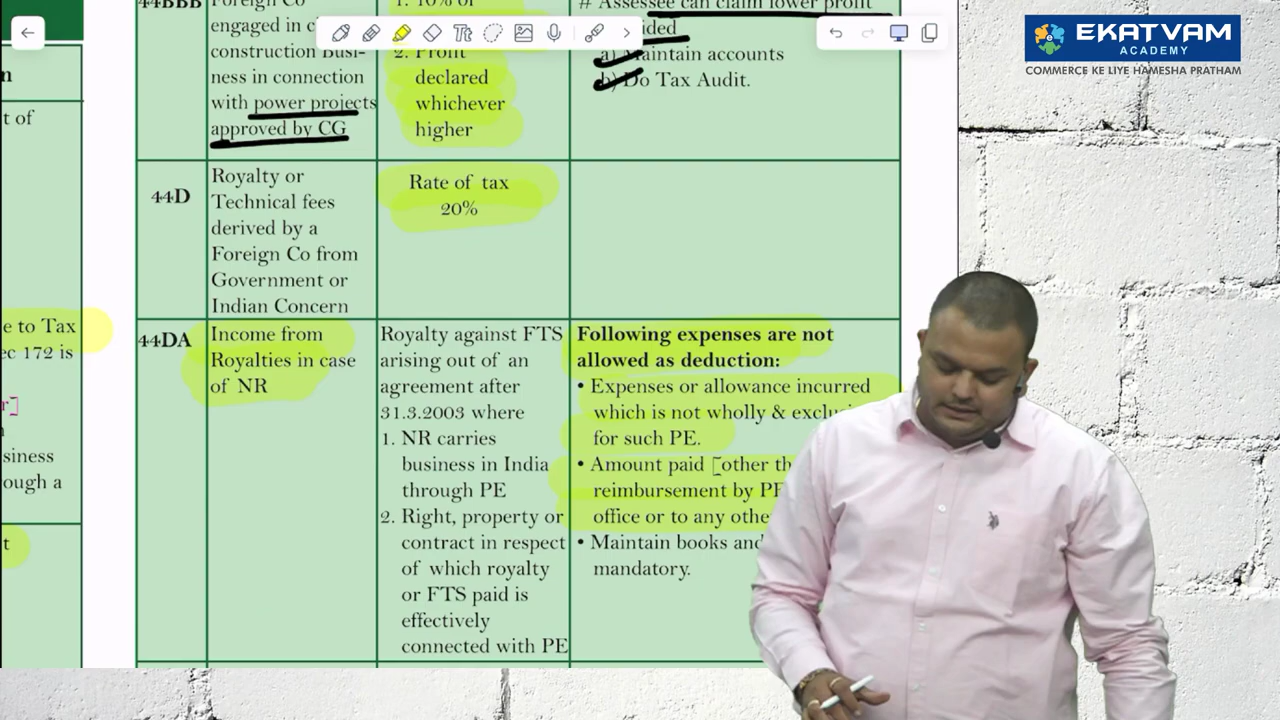 EKATVAM
ACADEMY
COMMERCE KE LIYE HAMESHA PRATHAM
n
t of
e to Tax
ec 172 is
r]
siness
ough a
t
44BBB
Foreign Co
engaged in
construction Busi-
ness in connection
with power projects
approved by CG
1. 10% of
2. Profit
declared
whichever
higher
# Assessee can claim lower profit
a) Maintain accounts
b) Do Tax Audit.
44D
Royalty or
Technical fees
derived by a
Foreign Co from
Government or
Indian Concern
Rate of tax
20%
44DA
Income from
Royalties in case
of NR
Royalty against FTS
arising out of an
agreement after
31.3.2003 where
1. NR carries
business in India
through PE
2. Right, property or
contract in respect
of which royalty
or FTS paid is
effectively
connected with PE
Following expenses are not
allowed as deduction:
• Expenses or allowance incurred
which is not wholly &
for such PE.
• Amount paid [other
reimbursement by
office or to any
• Maintain books and
mandatory.
Tt